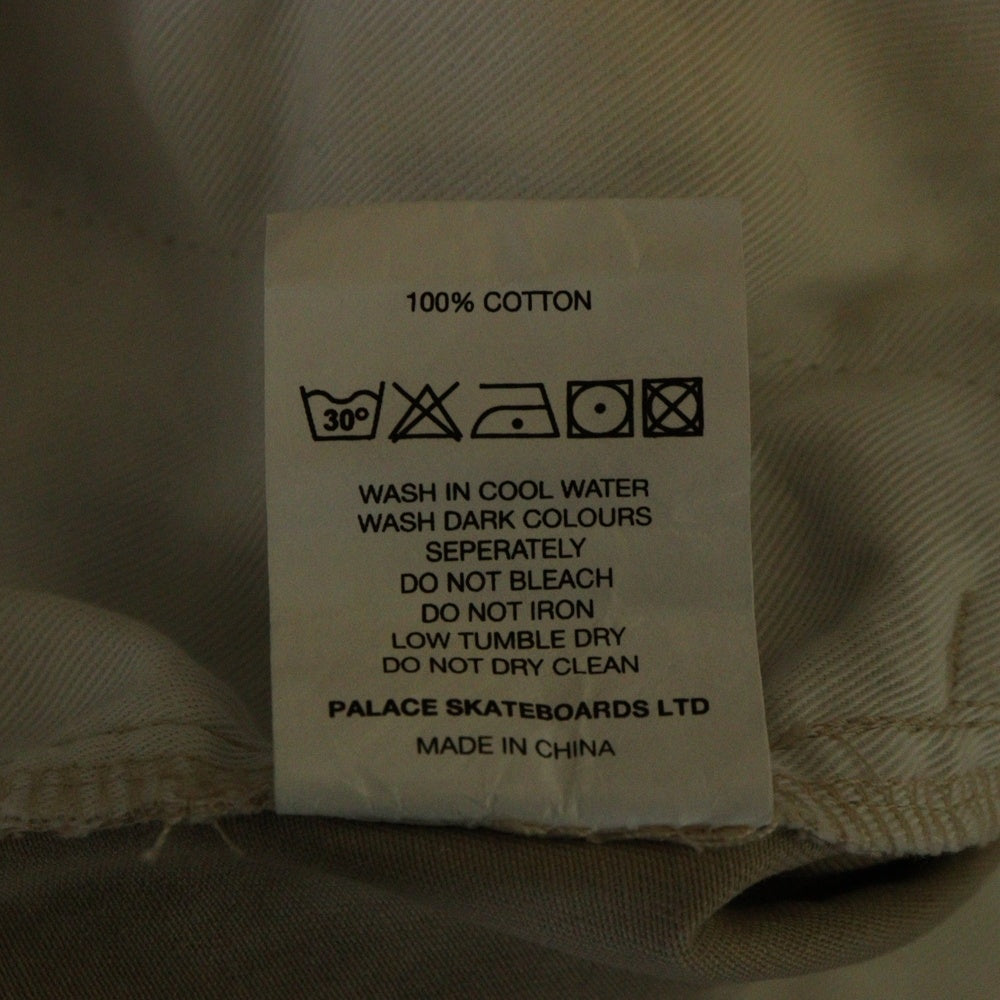 100% COTTON
30°
WASH IN COOL WATER
WASH DARK COLOURS
SEPERATELY
DO NOT BLEACH
DO NOT IRON
LOW TUMBLE DRY
DO NOT DRY CLEAN
PALACE SKATEBOARDS LTD
MADE IN CHINA